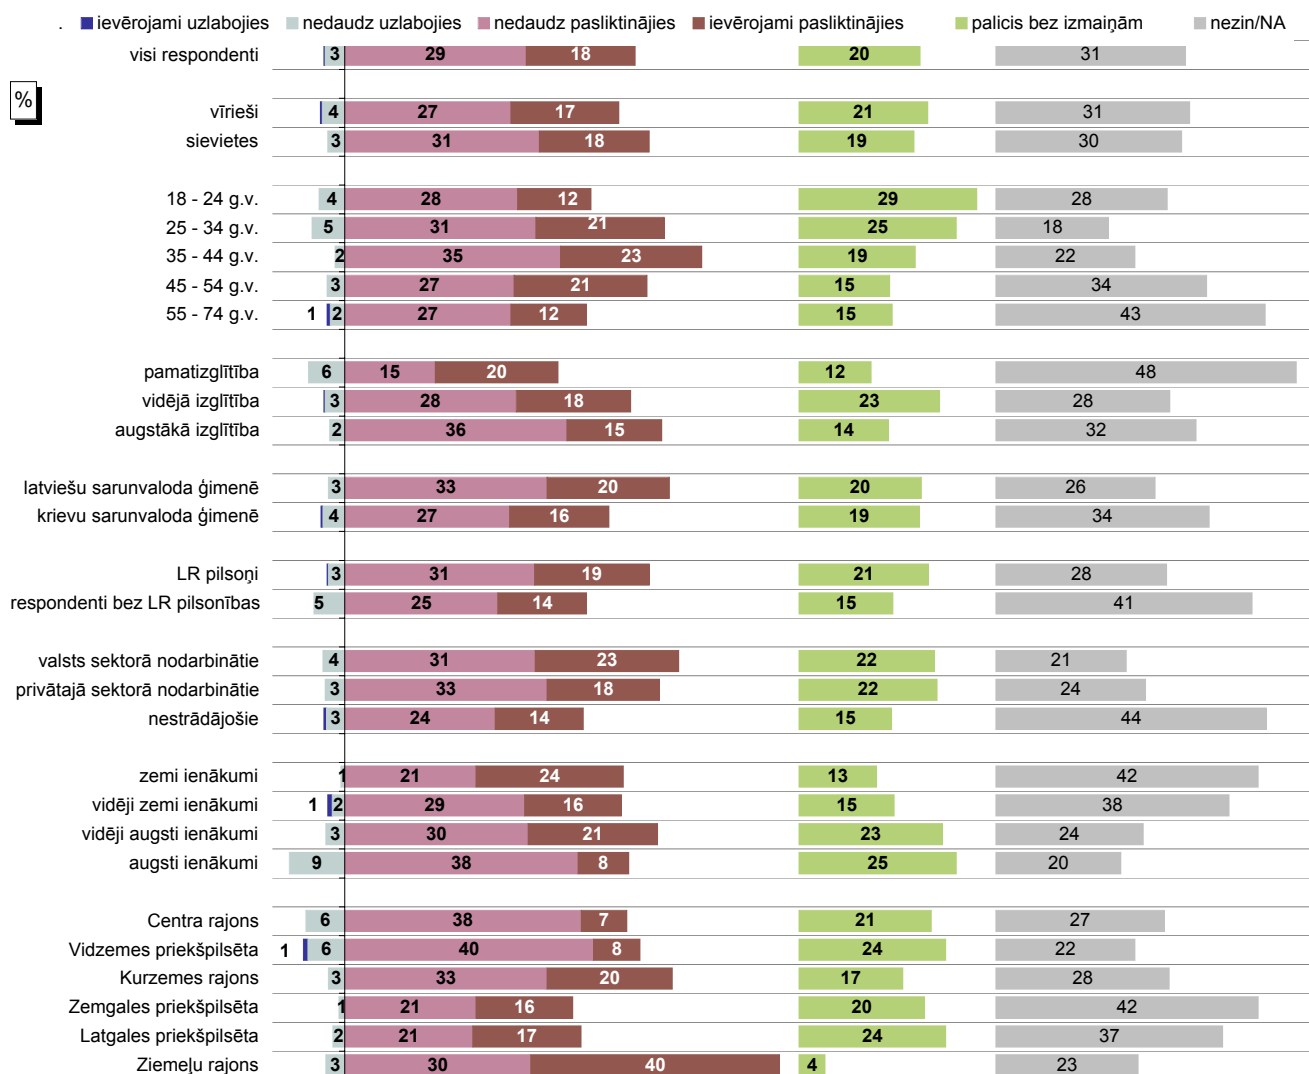 . ievērojami uzlabojies nedaudz uzlabojies nedaudz pasliktinājies ievērojami pasliktinājies palicis bez izmaiņām nezin/NA
visi respondenti 3 29 18 20 31
%
vīrieši 4 27 17 21 31
sievietes 3 31 18 19 30
18 - 24 g.v. 4 28 12 29 28
25 - 34 g.v. 5 31 21 25 18
35 - 44 g.v. 2 35 23 19 22
45 - 54 g.v. 3 27 21 15 34
55 - 74 g.v. 1 2 27 12 15 43
pamatizglītība 6 15 20 12 48
vidējā izglītība 3 28 18 23 28
augstākā izglītība 2 36 15 14 32
latviešu sarunvaloda ģimenē 3 33 20 20 26
krievu sarunvaloda ģimenē 4 27 16 19 34
LR pilsoņi 3 31 19 21 28
respondenti bez LR pilsonības 5 25 14 15 41
valsts sektorā nodarbinātie 4 31 23 22 21
privātajā sektorā nodarbinātie 3 33 18 22 24
nestrādājošie 3 24 14 15 44
zemi ienākumi 1 21 24 13 42
vidēji zemi ienākumi 1 2 29 16 15 38
vidēji augsti ienākumi 3 30 21 23 24
augsti ienākumi 9 38 8 25 20
Centra rajons 6 38 7 21 27
Vidzemes priekšpilsēta 1 6 40 8 24 22
Kurzemes rajons 3 33 20 17 28
Zemgales priekšpilsēta 1 21 16 20 42
Latgales priekšpilsēta 2 21 17 24 37
Ziemeļu rajons 3 30 40 4 23